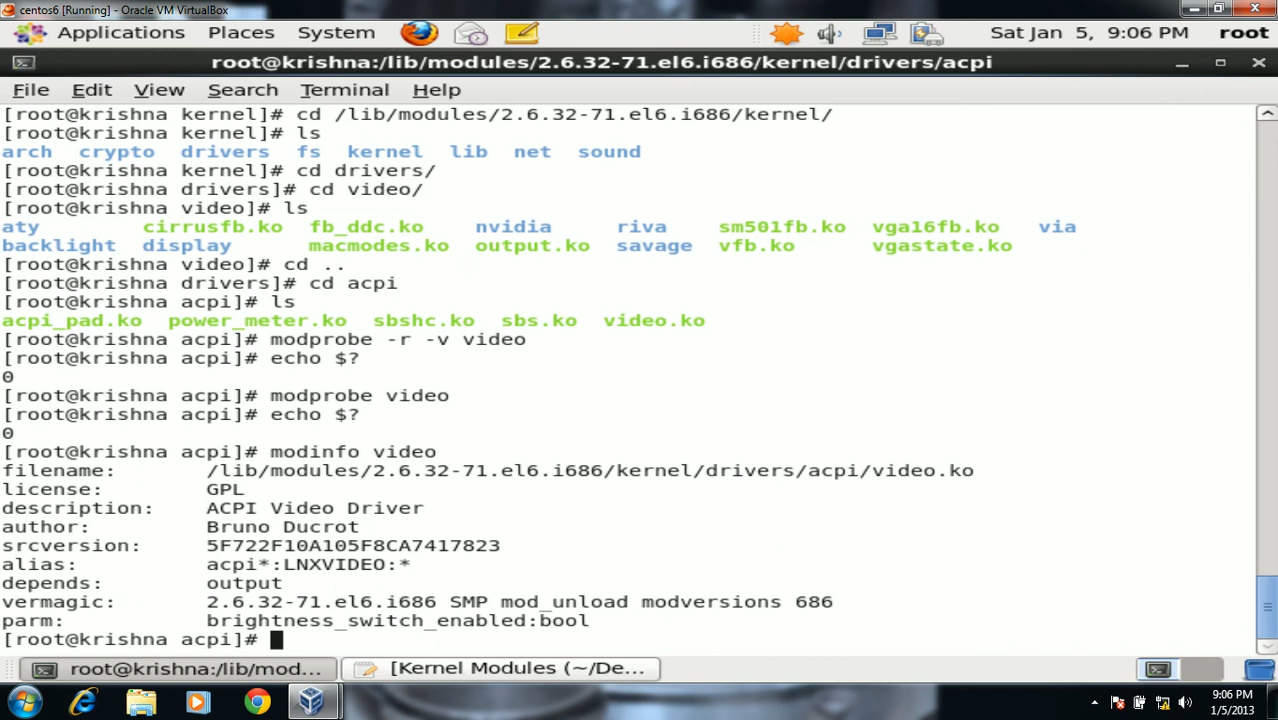 centos6 [Running] - Oracle VM VirtualBox
Applications Places System Sat Jan 5, 9:06 PM root
root@krishna:/lib/modules/2.6.32-71.el6.i686/kernel/drivers/acpi
File Edit View Search Terminal Help
[root@krishna kernel]# cd /lib/modules/2.6.32-71.el6.i686/kernel/
[root@krishna kernel]# ls
arch crypto drivers fs kernel lib net sound
[root@krishna kernel]# cd drivers/
[root@krishna drivers]# cd video/
[root@krishna video]# ls
aty cirrusfb.ko fb_ddc.ko nvidia riva sm501fb.ko vga16fb.ko via
backlight display macmodes.ko output.ko savage vfb.ko vgastate.ko
[root@krishna video]# cd ..
[root@krishna drivers]# cd acpi
[root@krishna acpi]# ls
acpi_pad.ko power_meter.ko sbshc.ko sbs.ko video.ko
[root@krishna acpi]# modprobe -r -v video
[root@krishna acpi]# echo $?
0
[root@krishna acpi]# modprobe video
[root@krishna acpi]# echo $?
0
[root@krishna acpi]# modinfo video
filename: /lib/modules/2.6.32-71.el6.i686/kernel/drivers/acpi/video.ko
license: GPL
description: ACPI Video Driver
author: Bruno Ducrot
srcversion: 5F722F10A105F8CA7417823
alias: acpi*:LNXVIDEO:*
depends: output
vermagic: 2.6.32-71.el6.i686 SMP mod_unload modversions 686
parm: brightness_switch_enabled:bool
[root@krishna acpi]#
root@krishna:/lib/mod... [Kernel Modules (~/De...
9:06 PM
1/5/2013